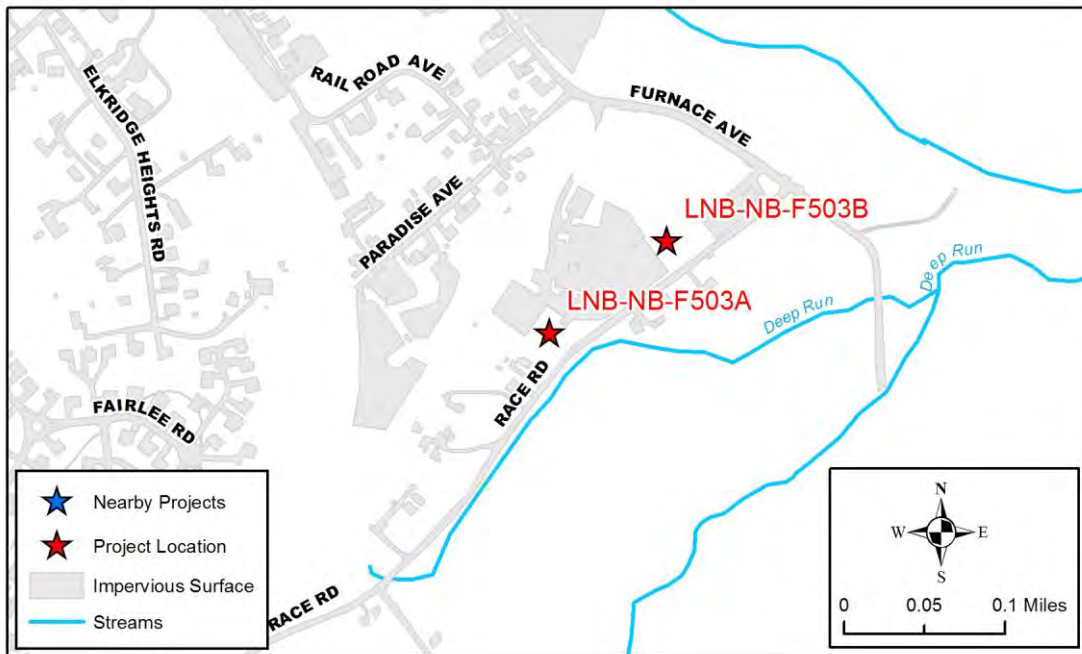 ELKRIDGE HEIGHTS RD
RAIL ROAD AVE
FURNACE AVE
PARADISE AVE
LNB-NB-F503B
LNB-NB-F503A
Deep Run
Deep Run
RACE RD
FAIRLEE RD
RACE RD
Nearby Projects
Project Location
Impervious Surface
Streams
N
W E
S
0 0.05 0.1 Miles